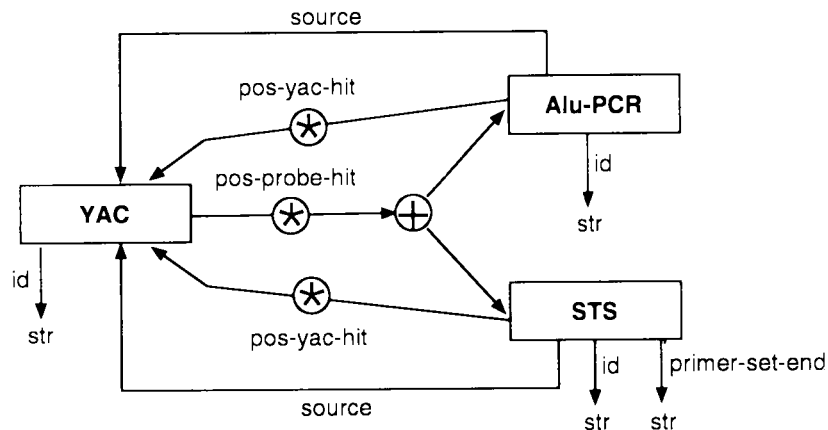 source
pos-yac-hit
Alu-PCR
id
str
pos-probe-hit
YAC
id
str
STS
pos-yac-hit
id
primer-set-end
source
str
str